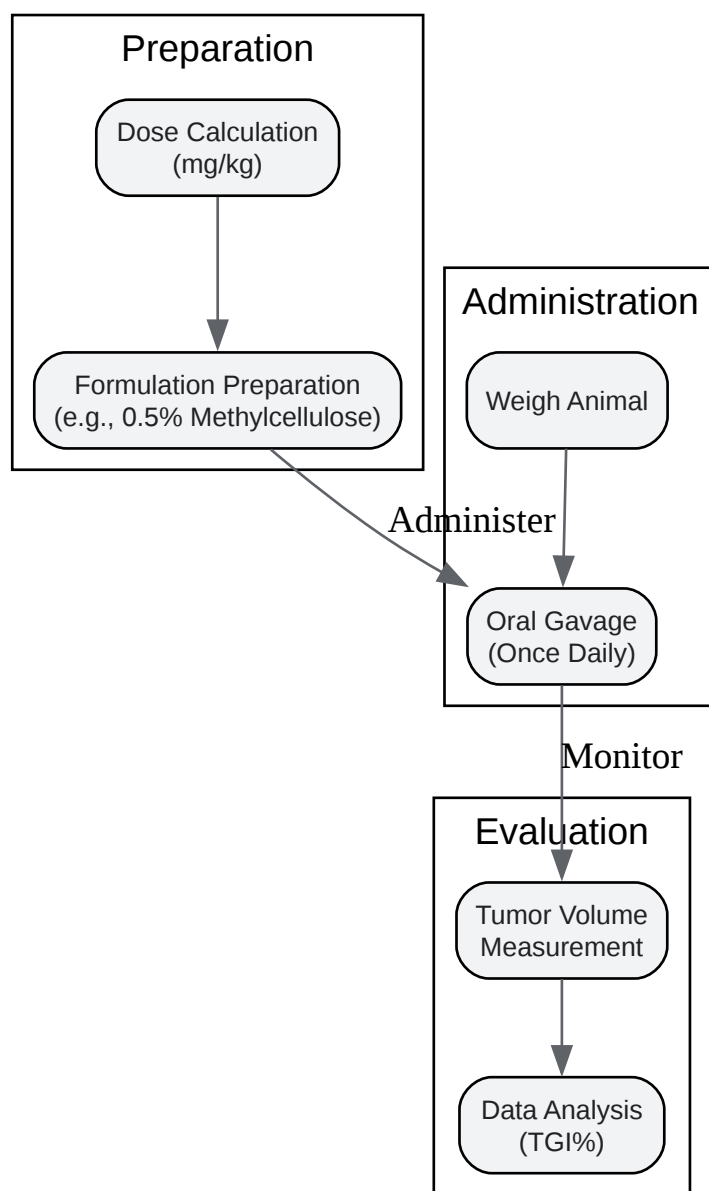 Preparation
Dose Calculation
(mg/kg)
Formulation Preparation
(e.g., 0.5% Methylcellulose)
Administration
Weigh Animal
Administer
Oral Gavage
(Once Daily)
Monitor
Evaluation
Tumor Volume
Measurement
Data Analysis
(TGI%)